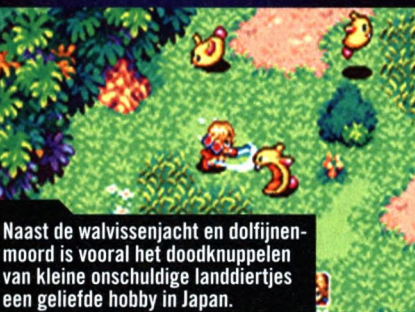 Naast de walvissenjacht en dolfijnen-
moord is vooral het doodknuppelen
van kleine onschuldige landdiertjes
een geliefde hobby in Japan.